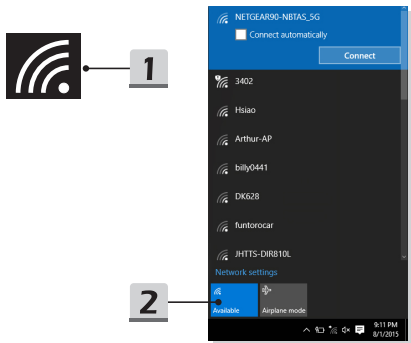 1
NETGEAR90-NBTAS_5G
Connect automatically
Connect
3402
Hsiao
Arthur-AP
billy0441
DK628
funtorocar
JHTTS-DIR810L
Network settings
2
Available
Airplane mode
9:11 PM
8/1/2015